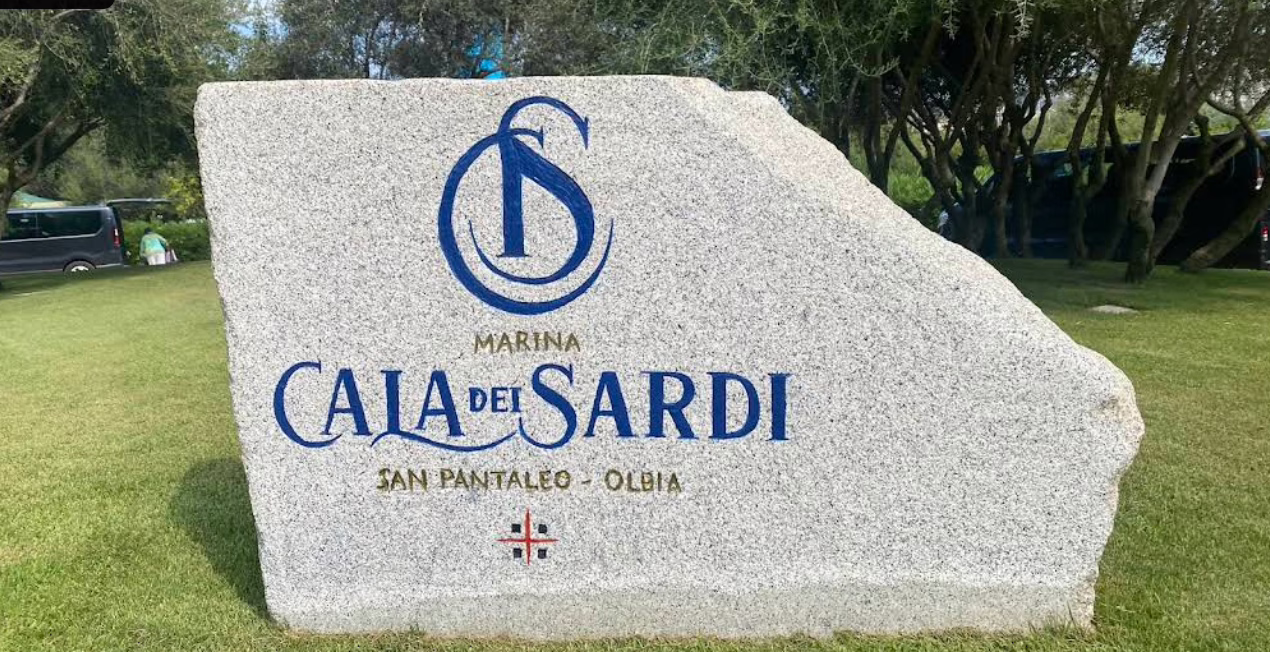 MARINA
CALA DEI SARDI
SAN PANTALEO - OLBIA